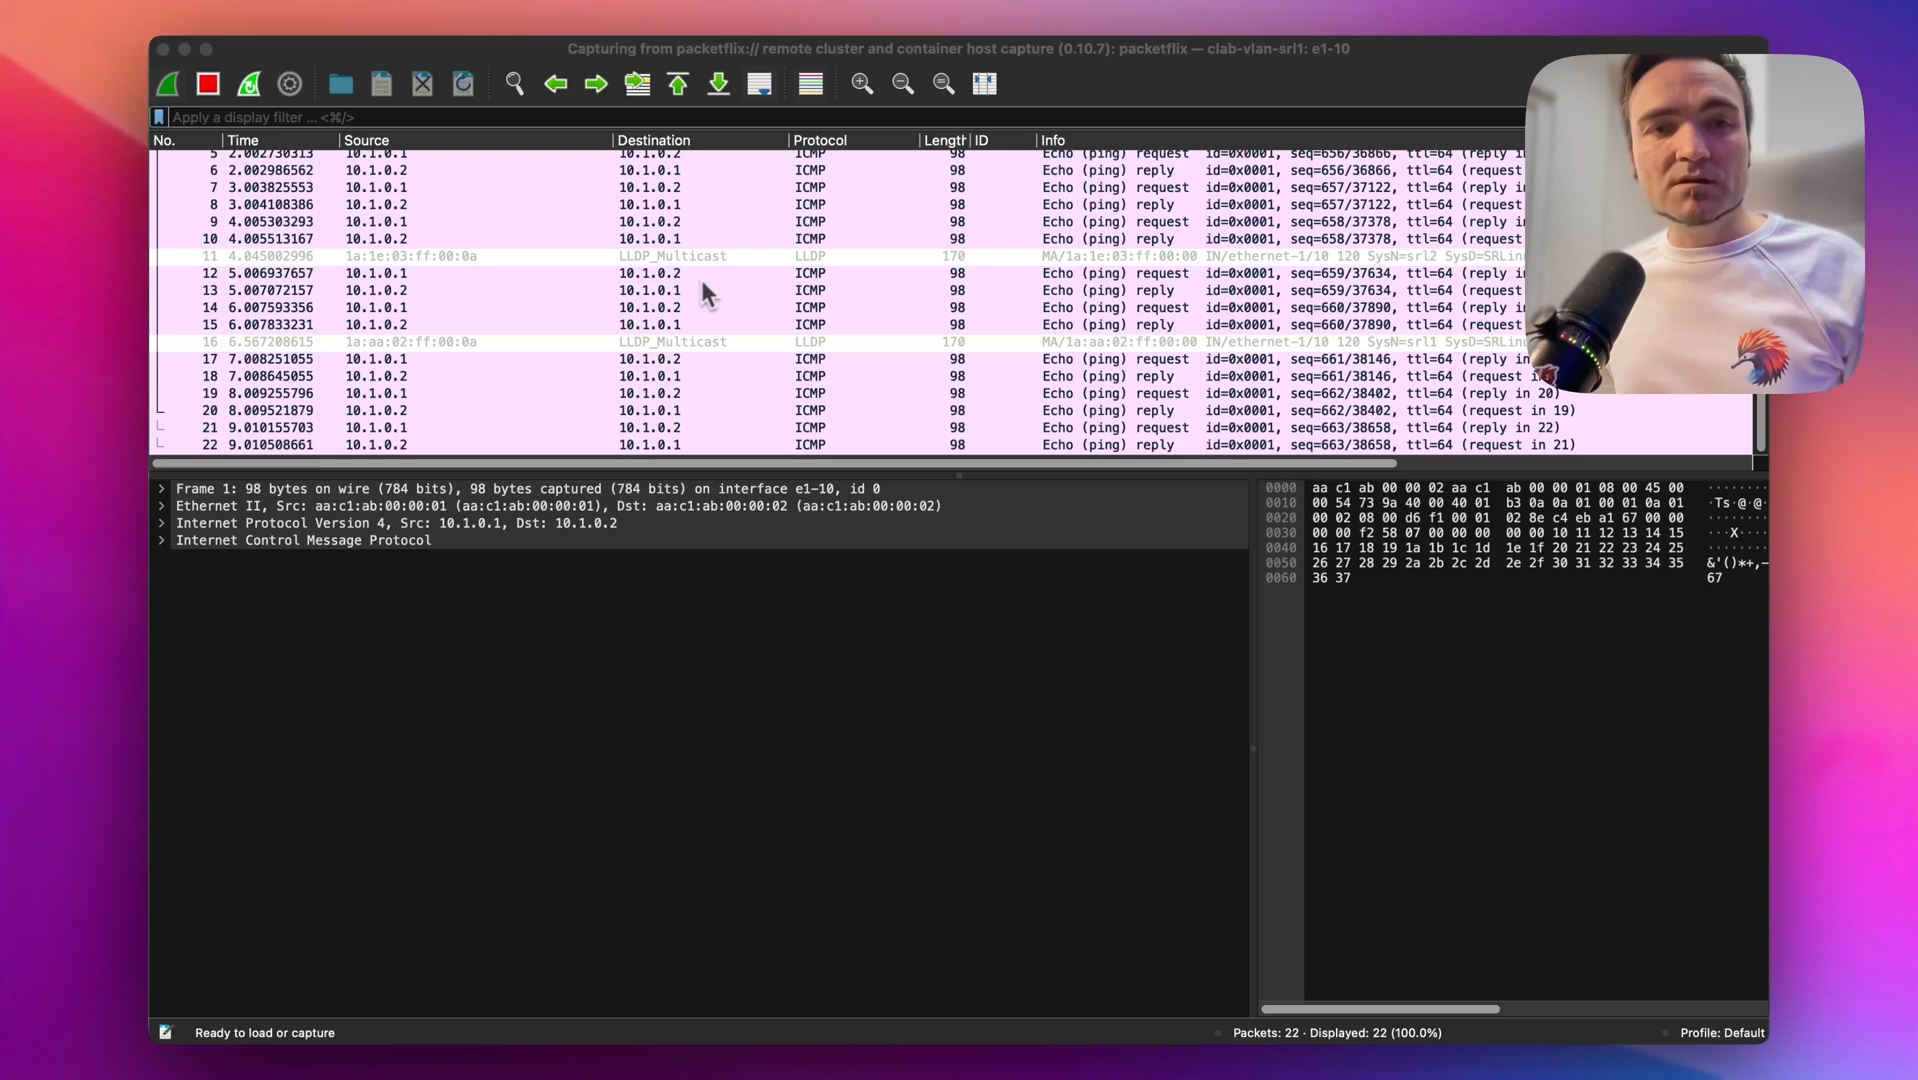 Capturing from packetflix:// remote cluster and container host capture (0.10.7): packetflix — clab-vlan-srl1: e1-10
Apply a display filter ... <⌘/>
No. Time Source Destination Protocol Length ID Info
5 2.002730313 10.1.0.1 10.1.0.2 ICMP 98 Echo (ping) request id=0x0001, seq=656/36866, ttl=64 (reply i
6 2.002986562 10.1.0.2 10.1.0.1 ICMP 98 Echo (ping) reply id=0x0001, seq=656/36866, ttl=64 (request
7 3.003825553 10.1.0.1 10.1.0.2 ICMP 98 Echo (ping) request id=0x0001, seq=657/37122, ttl=64 (reply i
8 3.004108386 10.1.0.2 10.1.0.1 ICMP 98 Echo (ping) reply id=0x0001, seq=657/37122, ttl=64 (request
9 4.005303293 10.1.0.1 10.1.0.2 ICMP 98 Echo (ping) request id=0x0001, seq=658/37378, ttl=64 (reply i
10 4.005513167 10.1.0.2 10.1.0.1 ICMP 98 Echo (ping) reply id=0x0001, seq=658/37378, ttl=64 (request
11 4.045002996 1a:1e:03:ff:00:0a LLDP_Multicast LLDP 170 MA/1a:1e:03:ff:00:00 IN/ethernet-1/10 120 SysN=srl2 SysD=SRLin
12 5.006937657 10.1.0.1 10.1.0.2 ICMP 98 Echo (ping) request id=0x0001, seq=659/37634, ttl=64 (reply i
13 5.007072157 10.1.0.2 10.1.0.1 ICMP 98 Echo (ping) reply id=0x0001, seq=659/37634, ttl=64 (request
14 6.007593356 10.1.0.1 10.1.0.2 ICMP 98 Echo (ping) request id=0x0001, seq=660/37890, ttl=64 (reply i
15 6.007833231 10.1.0.2 10.1.0.1 ICMP 98 Echo (ping) reply id=0x0001, seq=660/37890, ttl=64 (request
16 6.567208615 1a:aa:02:ff:00:0a LLDP_Multicast LLDP 170 MA/1a:aa:02:ff:00:00 IN/ethernet-1/10 120 SysN=srl1 SysD=SRLin
17 7.008251055 10.1.0.1 10.1.0.2 ICMP 98 Echo (ping) request id=0x0001, seq=661/38146, ttl=64 (reply in
18 7.008645055 10.1.0.2 10.1.0.1 ICMP 98 Echo (ping) reply id=0x0001, seq=661/38146, ttl=64 (request in
19 8.009255796 10.1.0.1 10.1.0.2 ICMP 98 Echo (ping) request id=0x0001, seq=662/38402, ttl=64 (reply in 20)
20 8.009521879 10.1.0.2 10.1.0.1 ICMP 98 Echo (ping) reply id=0x0001, seq=662/38402, ttl=64 (request in 19)
21 9.010155703 10.1.0.1 10.1.0.2 ICMP 98 Echo (ping) request id=0x0001, seq=663/38658, ttl=64 (reply in 22)
22 9.010508661 10.1.0.2 10.1.0.1 ICMP 98 Echo (ping) reply id=0x0001, seq=663/38658, ttl=64 (request in 21)
Frame 1: 98 bytes on wire (784 bits), 98 bytes captured (784 bits) on interface e1-10, id 0
Ethernet II, Src: aa:c1:ab:00:00:01 (aa:c1:ab:00:00:01), Dst: aa:c1:ab:00:00:02 (aa:c1:ab:00:00:02)
Internet Protocol Version 4, Src: 10.1.0.1, Dst: 10.1.0.2
Internet Control Message Protocol
0000 aa c1 ab 00 00 02 aa c1 ab 00 00 01 08 00 45 00 ········
0010 00 54 73 9a 40 00 40 01 b3 0a 0a 01 00 01 0a 01 ·Ts·@·@·
0020 00 02 08 00 d6 f1 00 01 02 8e c4 eb a1 67 00 00 ········
0030 00 00 f2 58 07 00 00 00 00 00 10 11 12 13 14 15 ···X····
0040 16 17 18 19 1a 1b 1c 1d 1e 1f 20 21 22 23 24 25 ········
0050 26 27 28 29 2a 2b 2c 2d 2e 2f 30 31 32 33 34 35 &'()*+,-
0060 36 37 67
Ready to load or capture
Packets: 22 · Displayed: 22 (100.0%)
Profile: Default